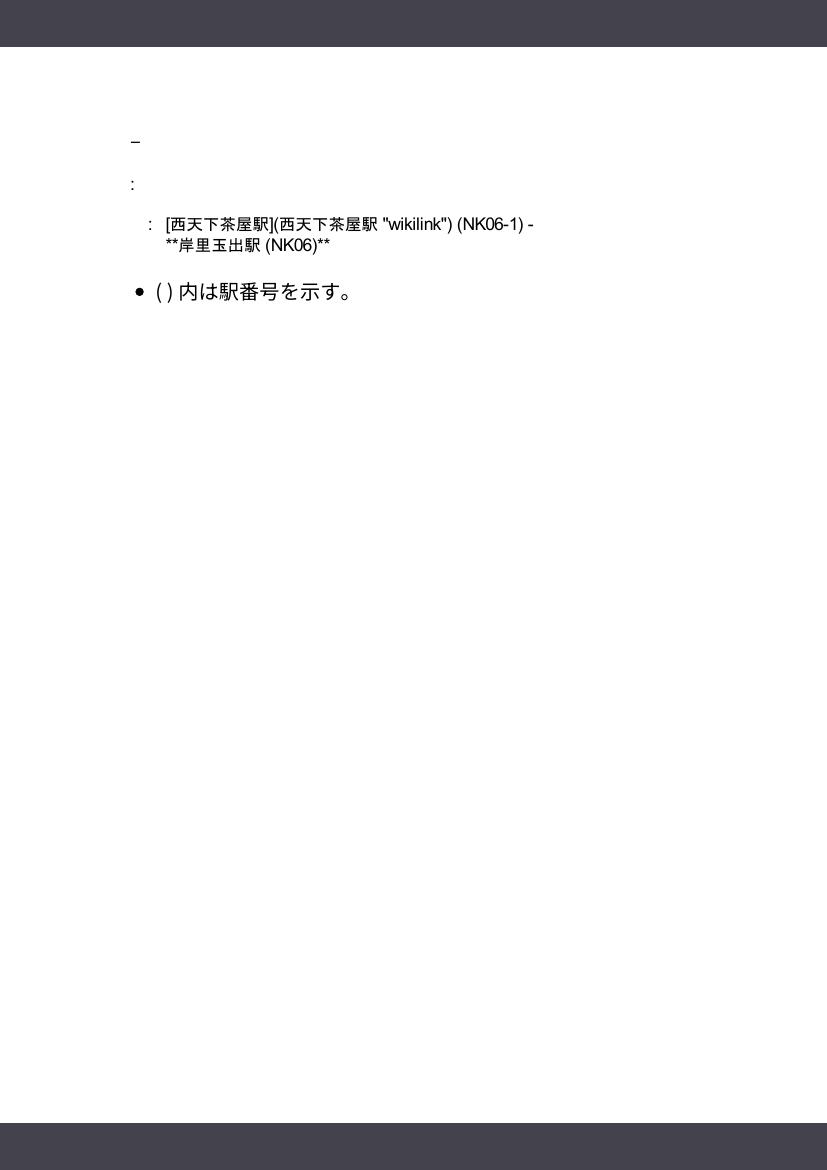 –
:
: [西天下茶屋駅](西天下茶屋駅 "wikilink") (NK06-1) -
**岸里玉出駅 (NK06)**
● ( ) 内は駅番号を示す。